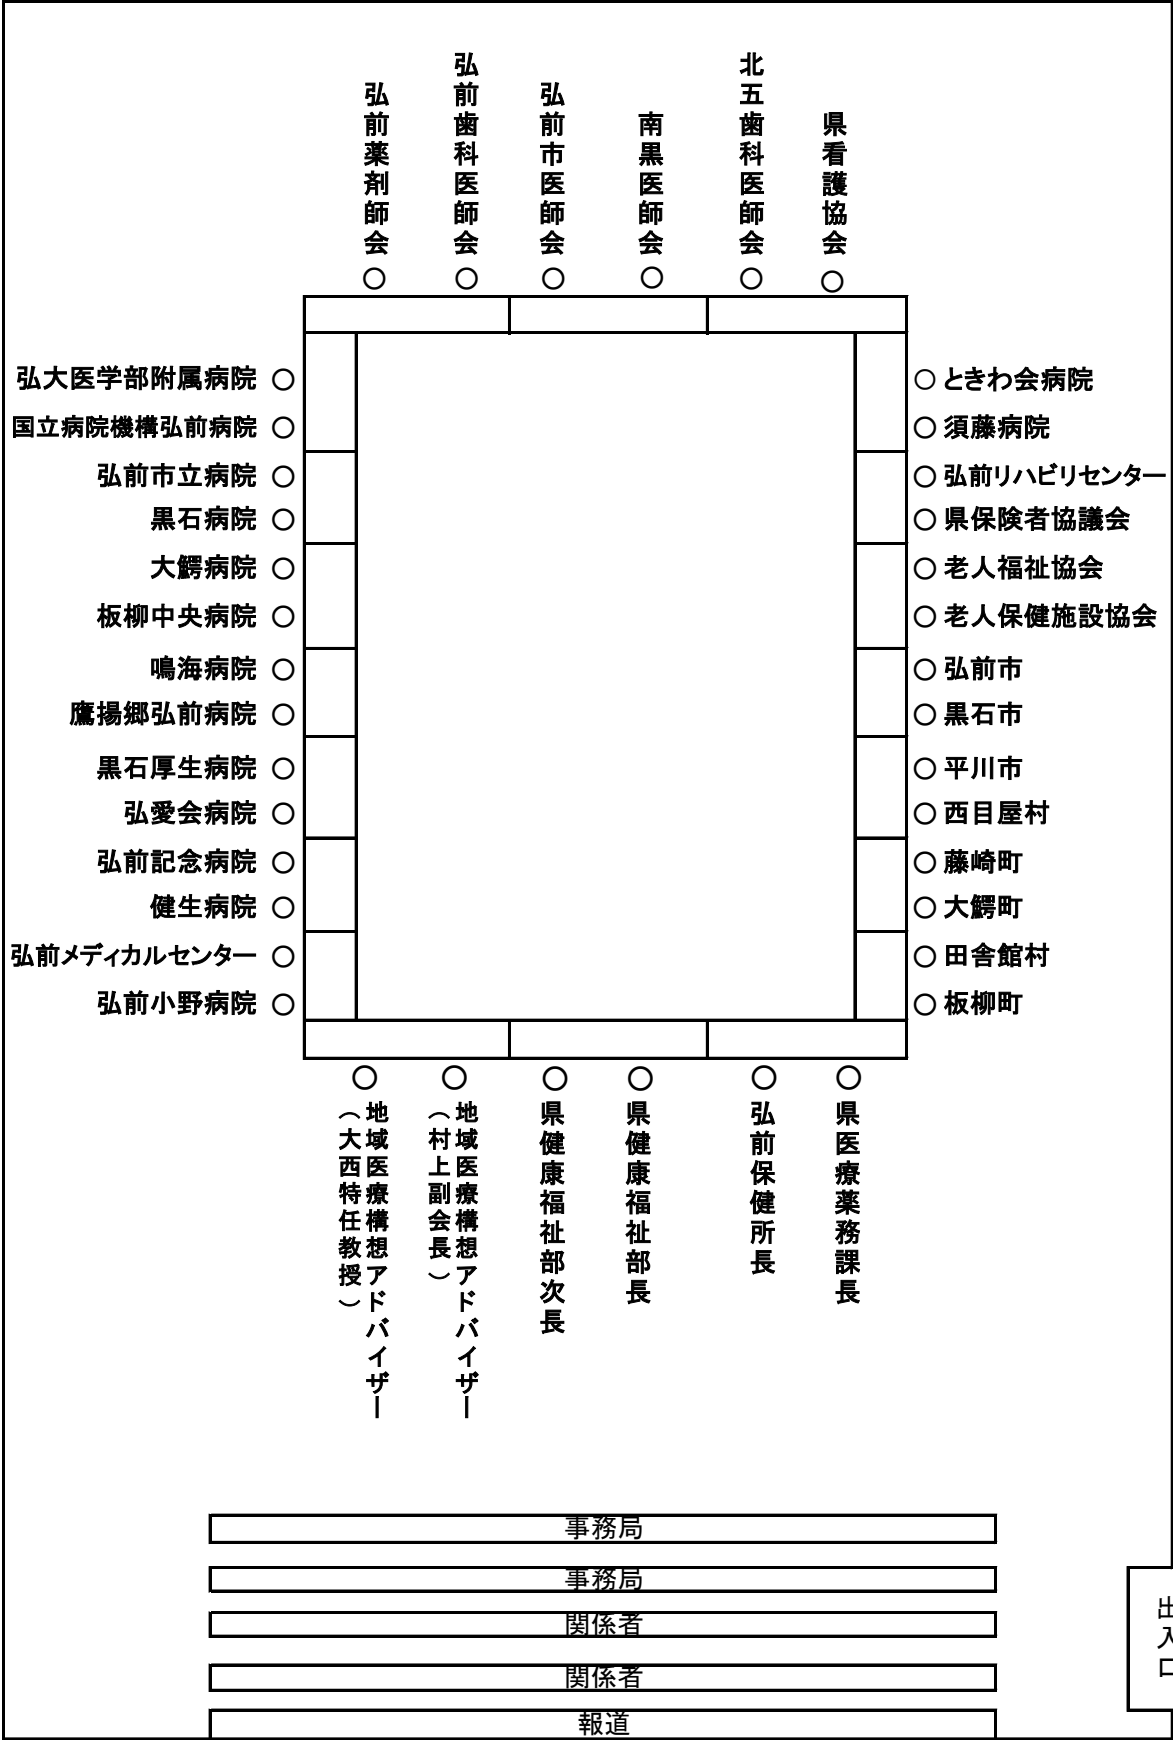 弘前薬剤師会
弘前歯科医師会
弘前市医師会
南黒医師会
北五歯科医師会
県看護協会
弘大医学部附属病院
国立病院機構弘前病院
弘前市立病院
黒石病院
大鰐病院
板柳中央病院
鳴海病院
鷹揚郷弘前病院
黒石厚生病院
弘愛会病院
弘前記念病院
健生病院
弘前メディカルセンター
弘前小野病院
ときわ会病院
須藤病院
弘前リハビリセンター
県保険者協議会
老人福祉協会
老人保健施設協会
弘前市
黒石市
平川市
西目屋村
藤崎町
大鰐町
田舎館村
板柳町
地域医療構想アドバイザー
（大西特任教授）
地域医療構想アドバイザー
（村上副会長）
県健康福祉部次長
県健康福祉部長
弘前保健所長
県医療薬務課長
事務局
事務局
関係者
関係者
報道
出入口